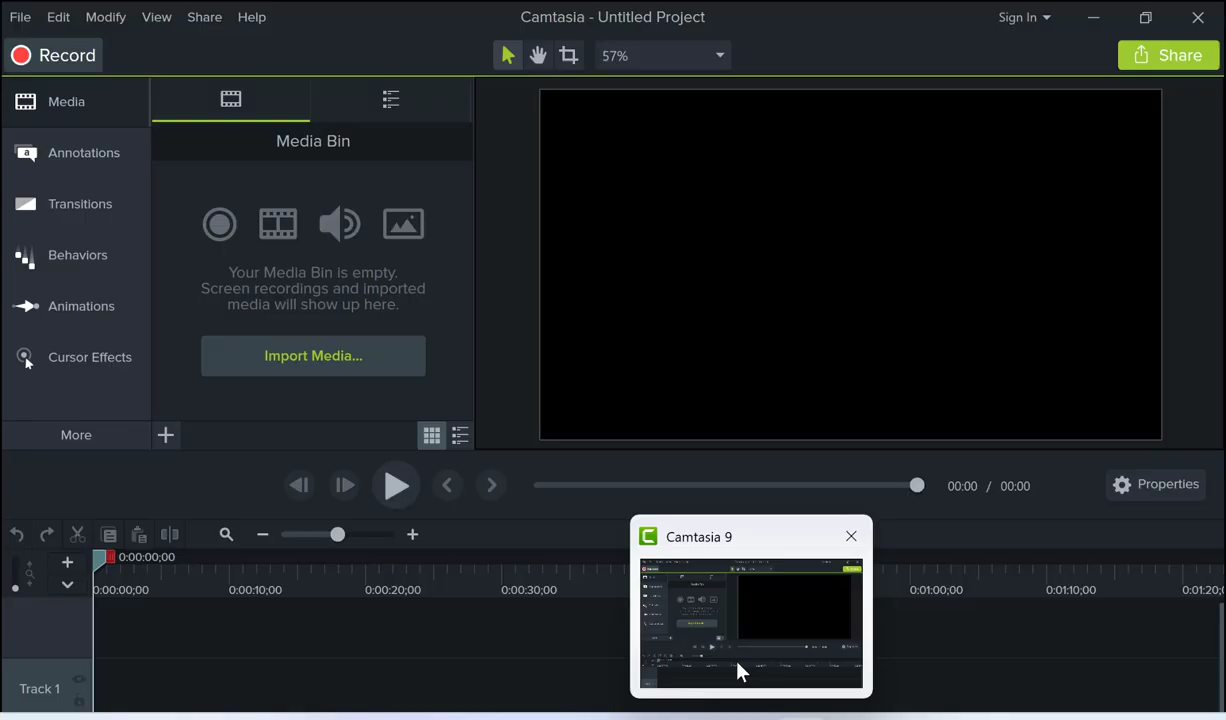 File Edit Modify View Share Help Camtasia - Untitled Project Sign In
Record 57% Share
Media
Annotations
Transitions
Behaviors
Animations
Cursor Effects
More
Media Bin
Your Media Bin is empty.
Screen recordings and imported
media will show up here.
Import Media...
00:00 / 00:00 Properties
Camtasia 9
0:00:00;00
0:00:00;00 0:00:10;00 0:00:20;00 0:00:30;00 0:01:00;00 0:01:10;00 0:01:20;
Track 1